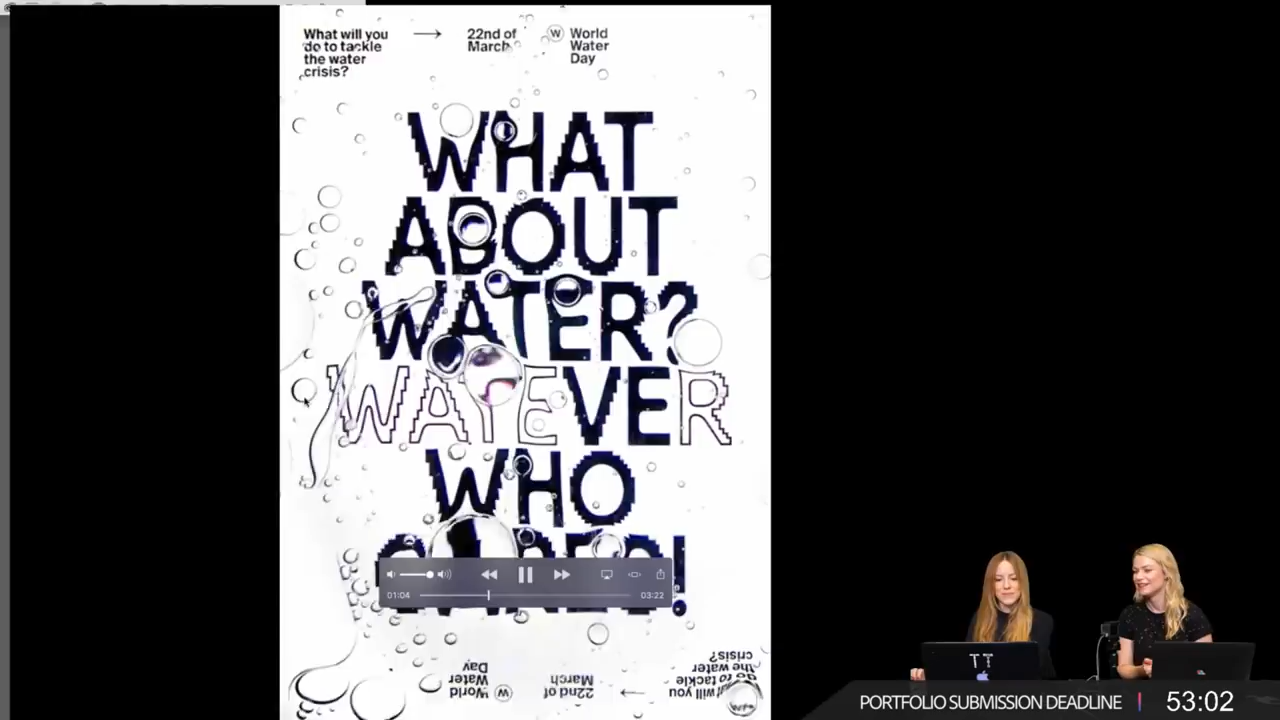 What will you
do to tackle
the water
crisis?
→
22nd of
March
W
World
Water
Day
WHAT
ABOUT
WATER?
WATEVER
WHO
01:04
03:22
What will you
do to tackle
the water
crisis?
←
22nd of
March
W
World
Water
Day
TT
PORTFOLIO SUBMISSION DEADLINE
53:02